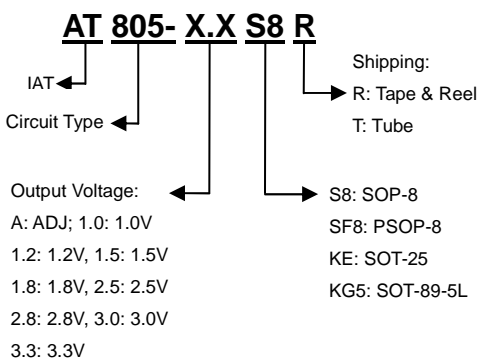 AT 805- X.X S8 R
IAT
Circuit Type
Shipping:
R: Tape & Reel
T: Tube
Output Voltage:
A: ADJ; 1.0: 1.0V
1.2: 1.2V, 1.5: 1.5V
1.8: 1.8V, 2.5: 2.5V
2.8: 2.8V, 3.0: 3.0V
3.3: 3.3V
S8: SOP-8
SF8: PSOP-8
KE: SOT-25
KG5: SOT-89-5L